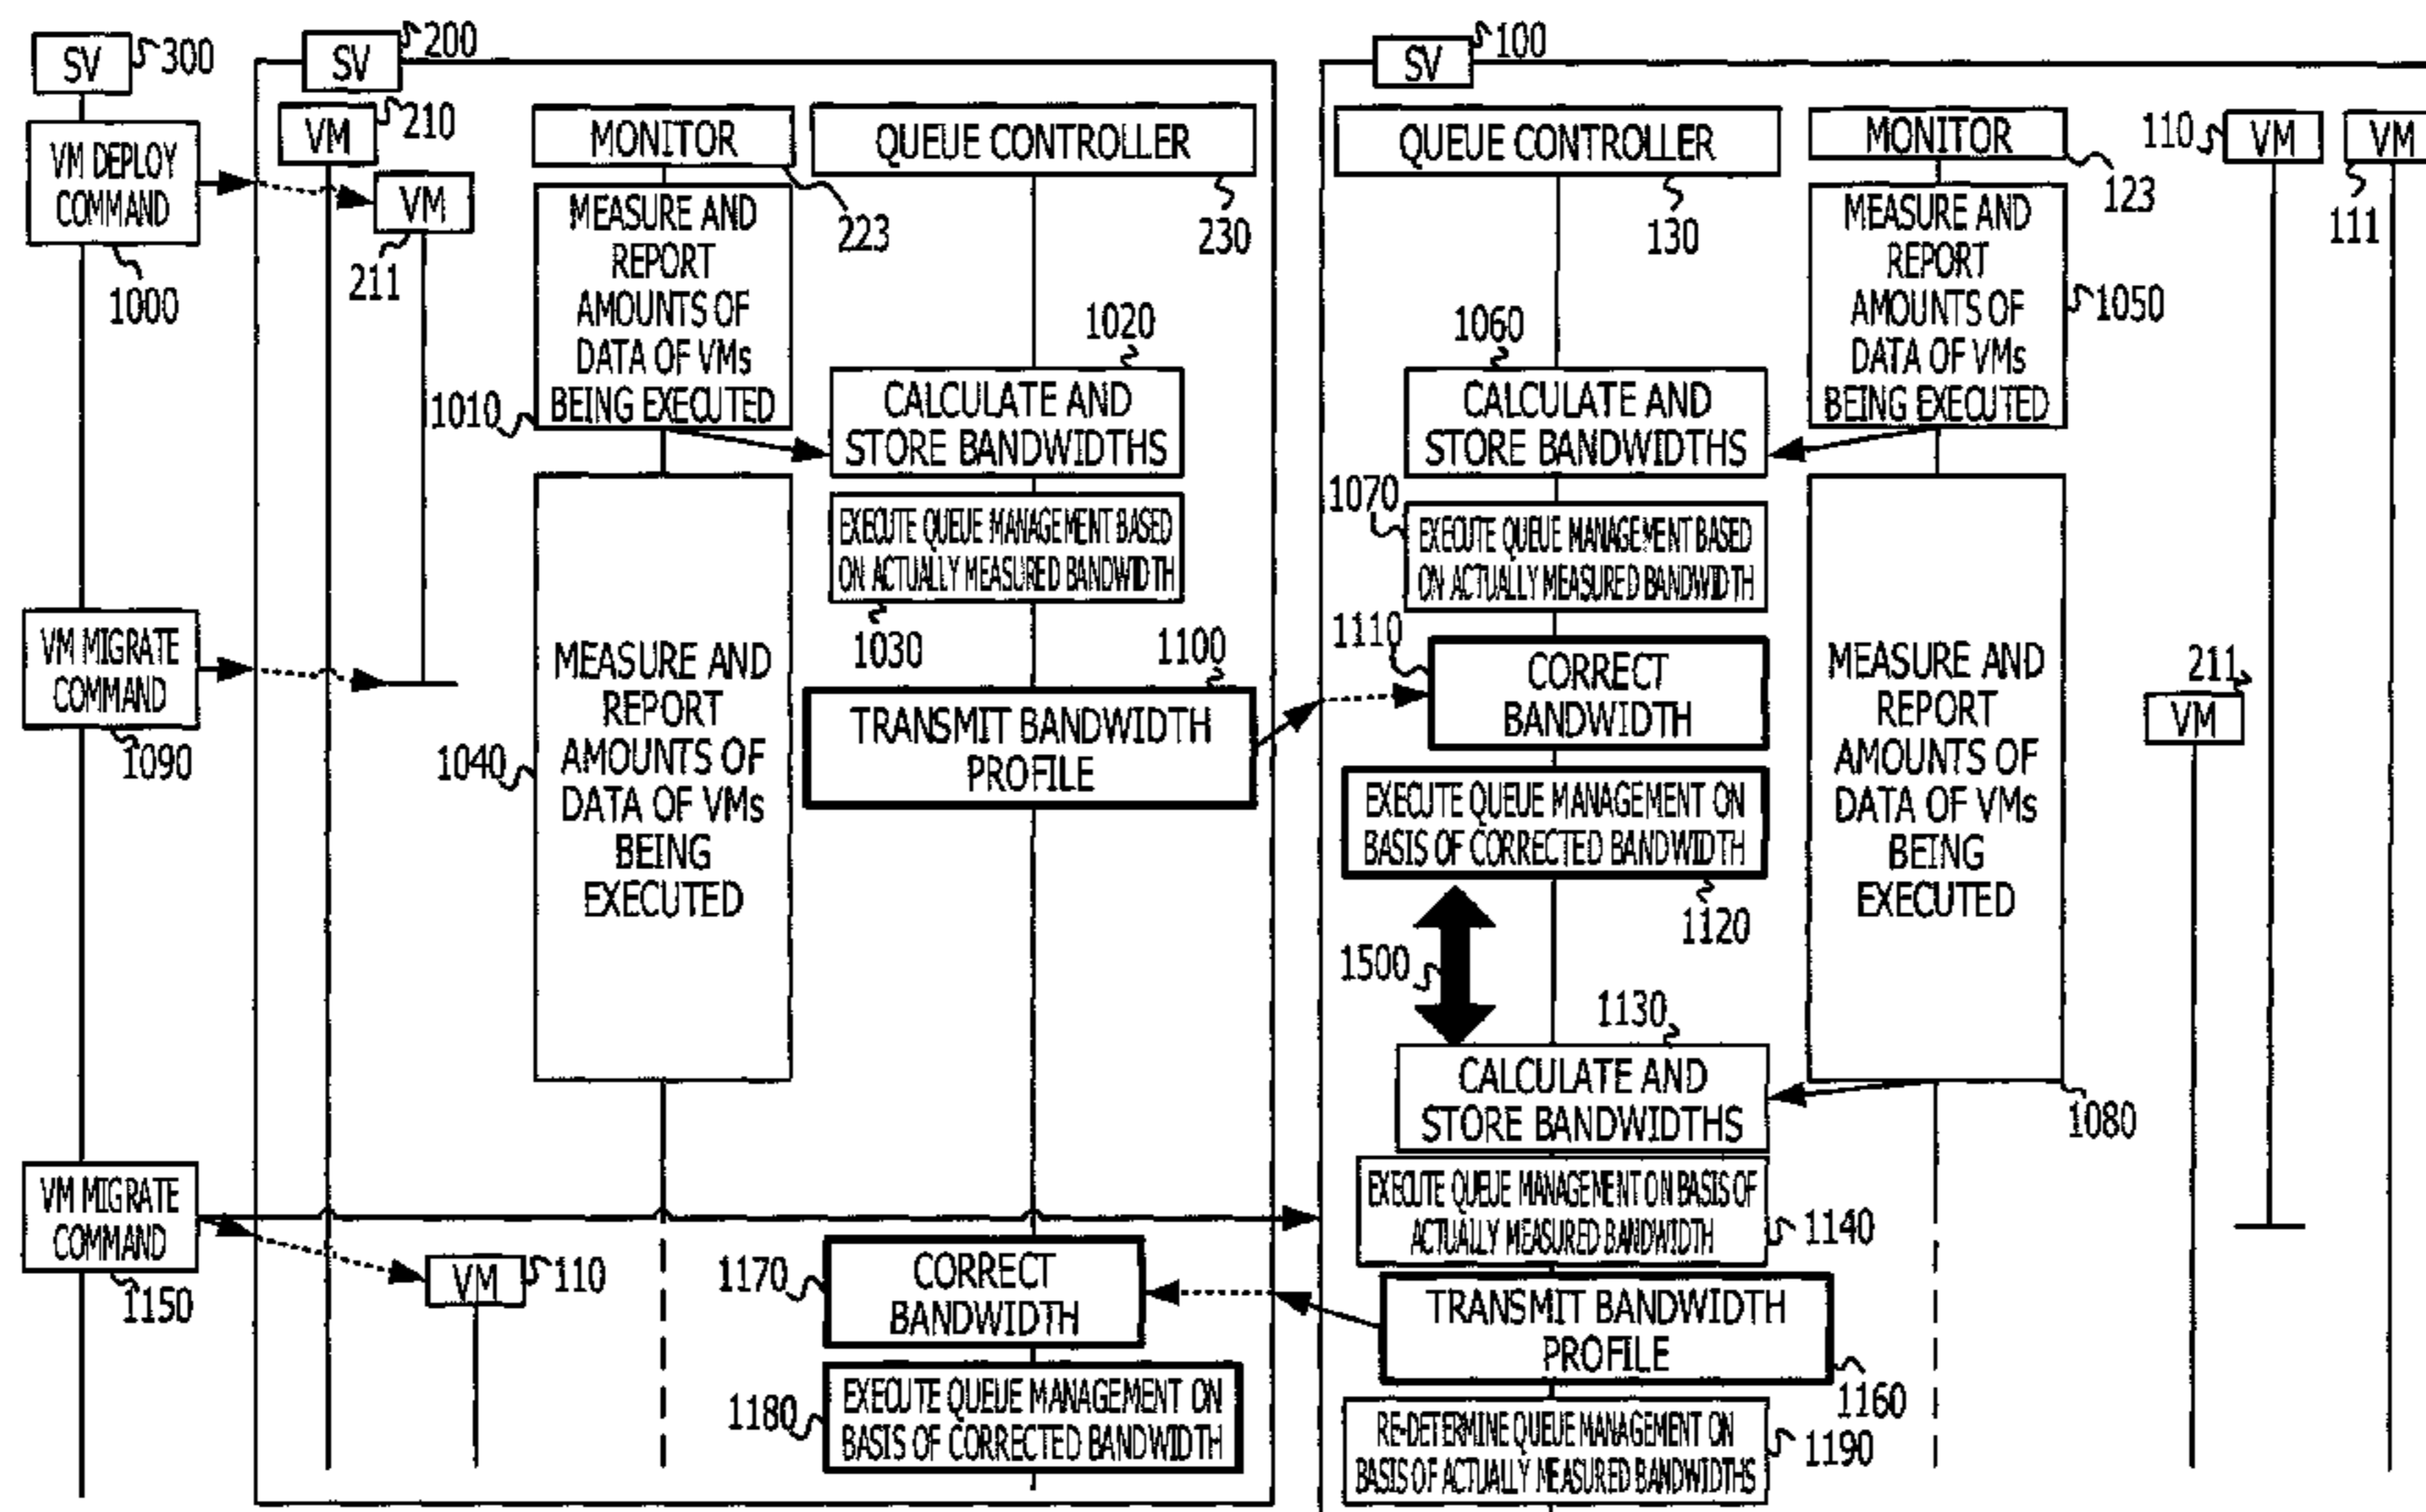 SV
300
SV
200
SV
100
VM DEPLOY
COMMAND
1000
VM
210
VM
211
MONITOR
223
QUEUE CONTROLLER
230
MEASURE AND
REPORT
AMOUNTS OF
DATA OF VMs
BEING EXECUTED
1010
1020
CALCULATE AND
STORE BANDWIDTHS
EXECUTE QUEUE MANAGEMENT BASED
ON ACTUALLY MEASURED BANDWIDTH
1030
VM MIGRATE
COMMAND
1090
MEASURE AND
REPORT
AMOUNTS OF
DATA OF VMs
BEING
EXECUTED
1040
1100
TRANSMIT BANDWIDTH
PROFILE
VM MIGRATE
COMMAND
1150
VM
110
1170
CORRECT
BANDWIDTH
1180
EXECUTE QUEUE MANAGEMENT ON
BASIS OF CORRECTED BANDWIDTH
QUEUE CONTROLLER
130
MONITOR
123
110
VM
VM
111
MEASURE AND
REPORT
AMOUNTS OF
DATA OF VMs
BEING EXECUTED
1050
1060
CALCULATE AND
STORE BANDWIDTHS
1070
EXECUTE QUEUE MANAGEMENT BASED
ON ACTUALLY MEASURED BANDWIDTH
1110
CORRECT
BANDWIDTH
EXECUTE QUEUE MANAGEMENT ON
BASIS OF CORRECTED BANDWIDTH
1120
1500
MEASURE AND
REPORT
AMOUNTS OF
DATA OF VMs
BEING
EXECUTED
1080
211
VM
1130
CALCULATE AND
STORE BANDWIDTHS
EXECUTE QUEUE MANAGEMENT ON BASIS OF
ACTUALLY MEASURED BANDWIDTH
1140
TRANSMIT BANDWIDTH
PROFILE
1160
RE-DETERMINE QUEUE MANAGEMENT ON
BASIS OF ACTUALLY MEASURED BANDWIDTHS
1190